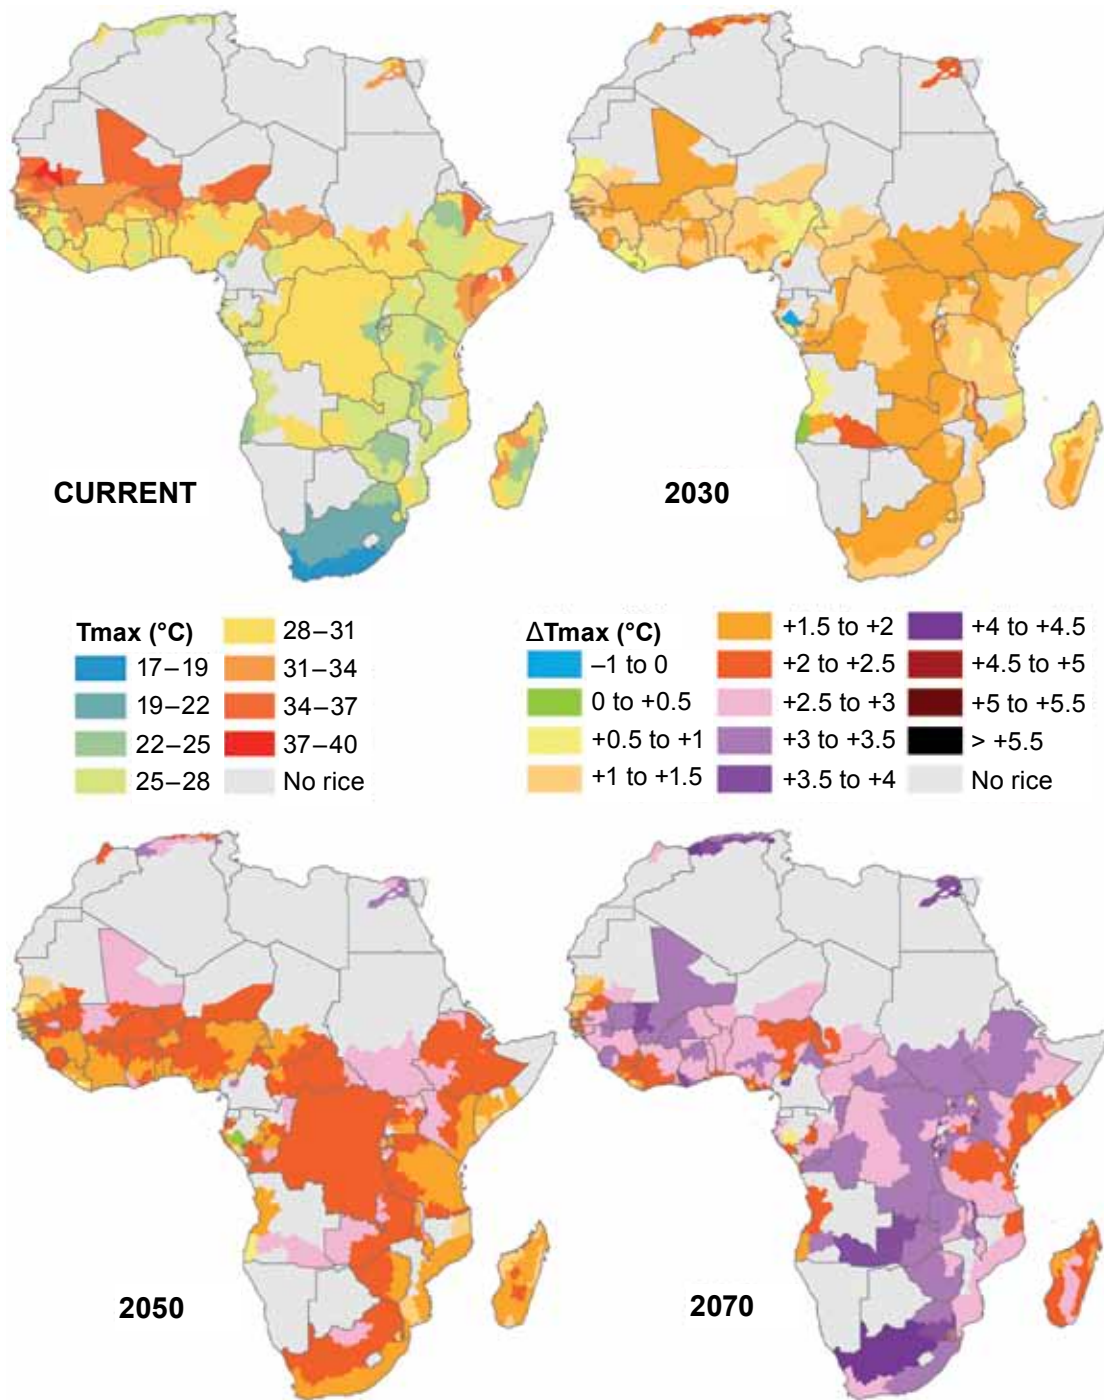 CURRENT
2030
Tmax (°C)
17–19
19–22
22–25
25–28
28–31
31–34
34–37
37–40
No rice
ΔTmax (°C)
–1 to 0
0 to +0.5
+0.5 to +1
+1 to +1.5
+1.5 to +2
+2 to +2.5
+2.5 to +3
+3 to +3.5
+3.5 to +4
+4 to +4.5
+4.5 to +5
+5 to +5.5
> +5.5
No rice
2050
2070